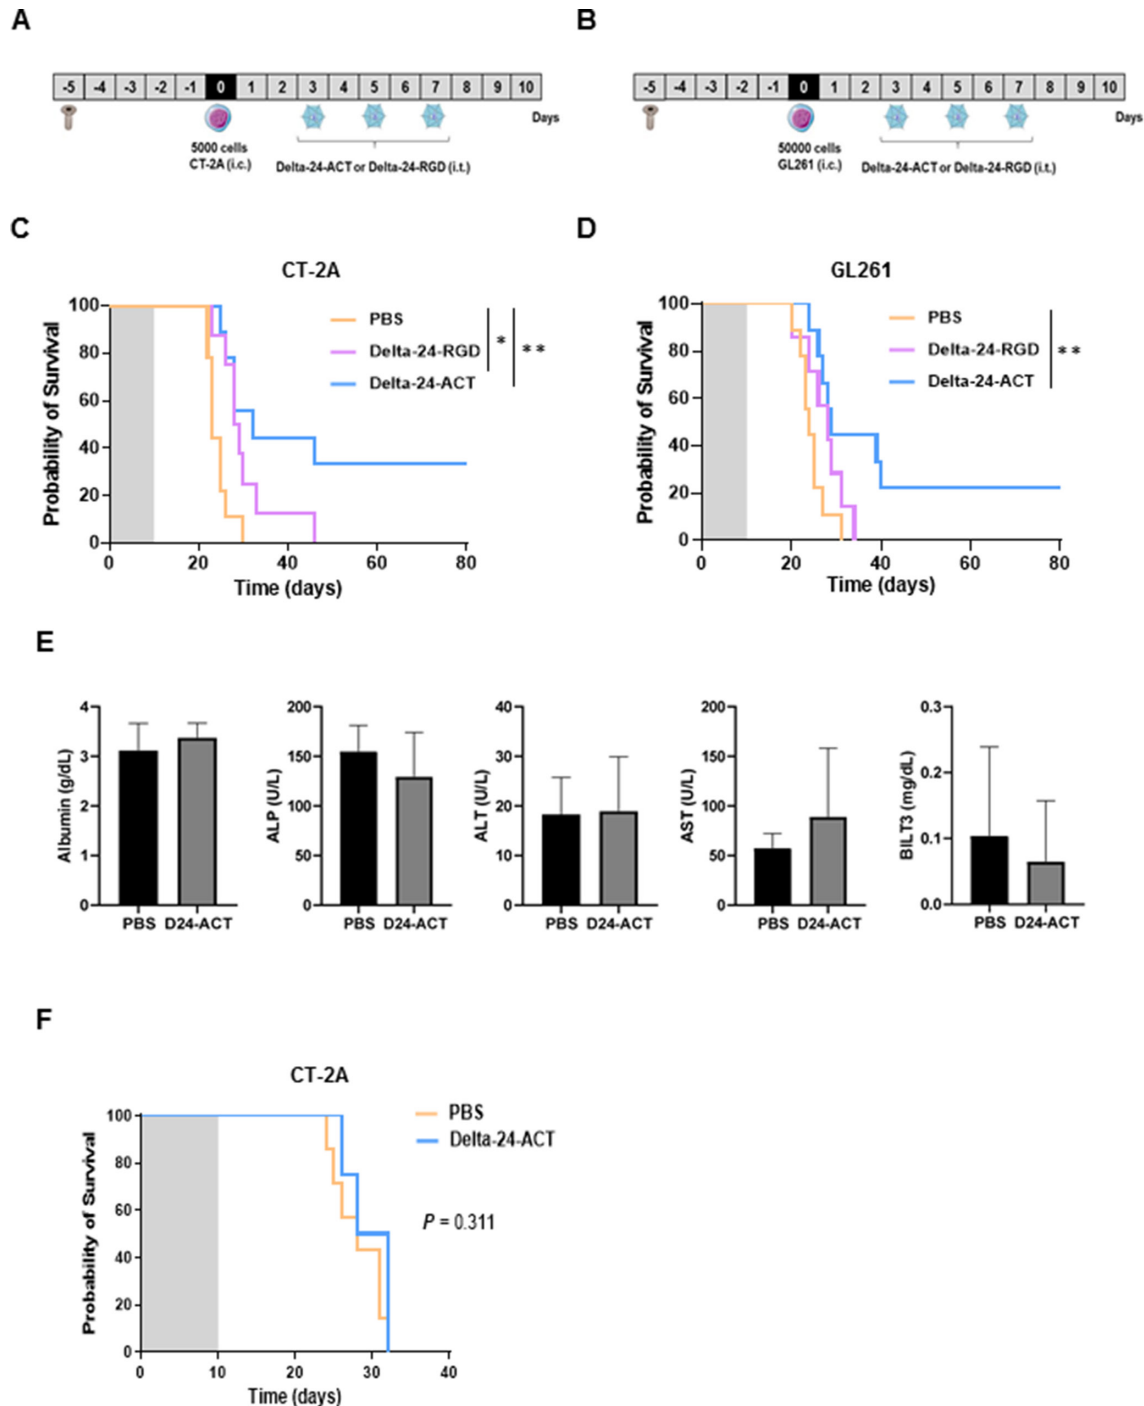 A
B
-5 -4 -3 -2 -1 0 1 2 3 4 5 6 7 8 9 10
Days
5000 cells
CT-2A (i.c.)
Delta-24-ACT or Delta-24-RGD (i.t.)
-5 -4 -3 -2 -1 0 1 2 3 4 5 6 7 8 9 10
Days
50000 cells
GL261 (i.c.)
Delta-24-ACT or Delta-24-RGD (i.t.)
C
CT-2A
Probability of Survival
100
80
60
40
20
0
0 20 40 60 80
Time (days)
PBS
Delta-24-RGD
Delta-24-ACT
*
**
D
GL261
Probability of Survival
100
80
60
40
20
0
0 20 40 60 80
Time (days)
PBS
Delta-24-RGD
Delta-24-ACT
**
E
Albumin (g/dL)
4
3
2
1
0
PBS D24-ACT
ALP (U/L)
200
150
100
50
0
PBS D24-ACT
ALT (U/L)
40
30
20
10
0
PBS D24-ACT
AST (U/L)
200
150
100
50
0
PBS D24-ACT
BILT3 (mg/dL)
0.3
0.2
0.1
0.0
PBS D24-ACT
F
CT-2A
Probability of Survival
100
80
60
40
20
0
0 10 20 30 40
Time (days)
PBS
Delta-24-ACT
P = 0.311